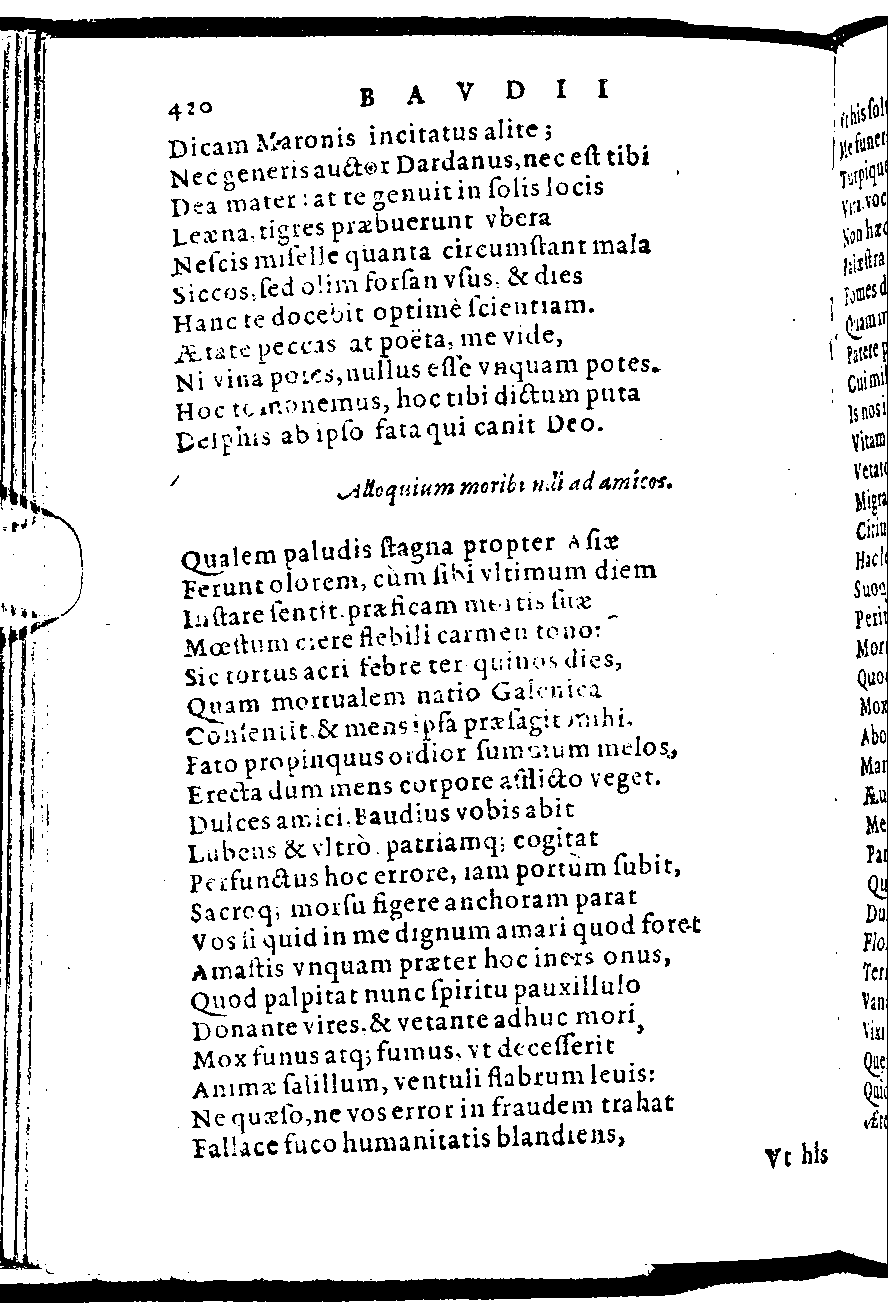 420 BAVDII
Dicam Maronis incitatus alite;
Nec generis auctor Dardanus, nec est tibi
Dea mater: at te genuit in solis locis
Leæna, tigres præbuerunt vbera
Nescis miselle quanta circumstant mala
Siccos, sed olim forsan vsus, & dies
Hanc te docebit optimè scientiam.
Ætate peccas at poëta, me vide,
Ni vina potes, nullus esse vnquam potes.
Hoc te monemus, hoc tibi dictum puta
Delphis ab ipso fata qui canit Deo.
Alloquium moribundi ad amicos.
Qualem paludis stagna propter Asiæ
Ferunt olorem, cùm sibi vltimum diem
Instare sentit, præficam mortis suæ
Mœstum ciere flebili carmen tono:
Sic tortus acri febre ter quinos dies,
Quam mortualem natio Galenica
Consentit, & mens ipsa præsagit mihi,
Fato propinquus ordior summum melos,
Erecta dum mens corpore afflicto veget.
Dulces amici, Baudius vobis abit
Lubens & vltrò, patriamq; cogitat
Perfunctus hoc errore, iam portùm subit,
Sacroq; morsu figere anchoram parat
Vos si quid in me dignum amari quod foret
Amastis vnquam præter hoc iners onus,
Quod palpitat nunc spiritu pauxillulo
Donante vires, & vetante adhuc mori,
Mox funus atq; fumus, vt decesserit
Animæ salillum, ventuli flabrum leuis:
Ne quæso, ne vos error in fraudem trahat
Fallace fuco humanitatis blandiens,
Vt his